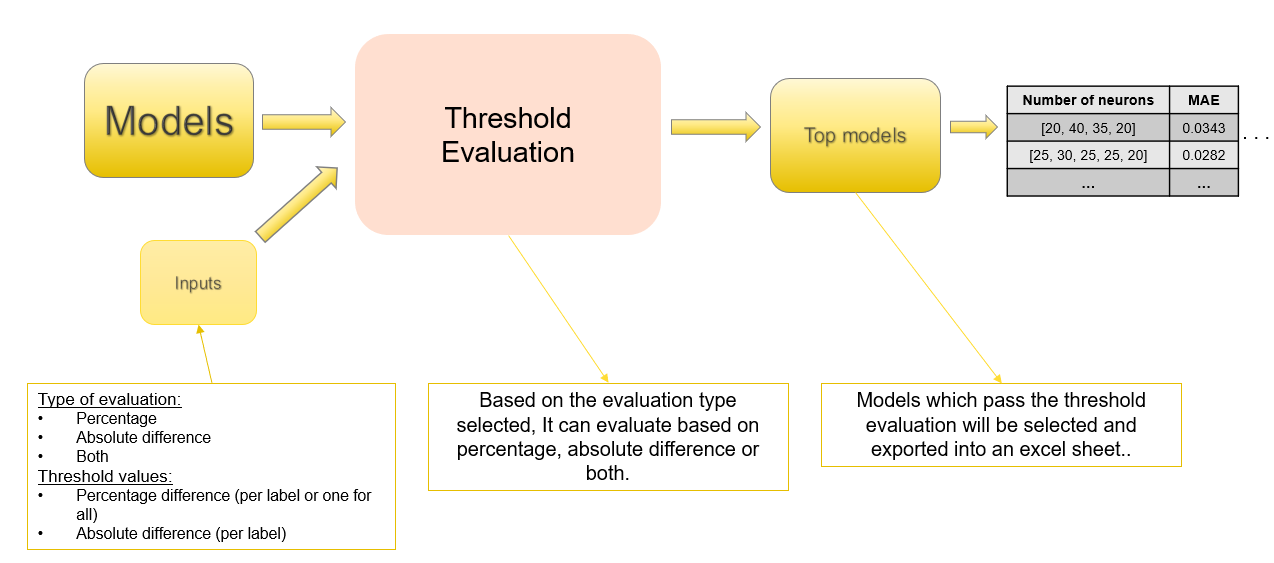 Models
Threshold
Evaluation
Top models
Number of neurons MAE
[20, 40, 35, 20] 0.0343
[25, 30, 25, 25, 20] 0.0282
... ...
. . .
Inputs
Type of evaluation:
• Percentage
• Absolute difference
• Both
Threshold values:
• Percentage difference (per label or one for
all)
• Absolute difference (per label)
Based on the evaluation type
selected, It can evaluate based on
percentage, absolute difference or
both.
Models which pass the threshold
evaluation will be selected and
exported into an excel sheet..